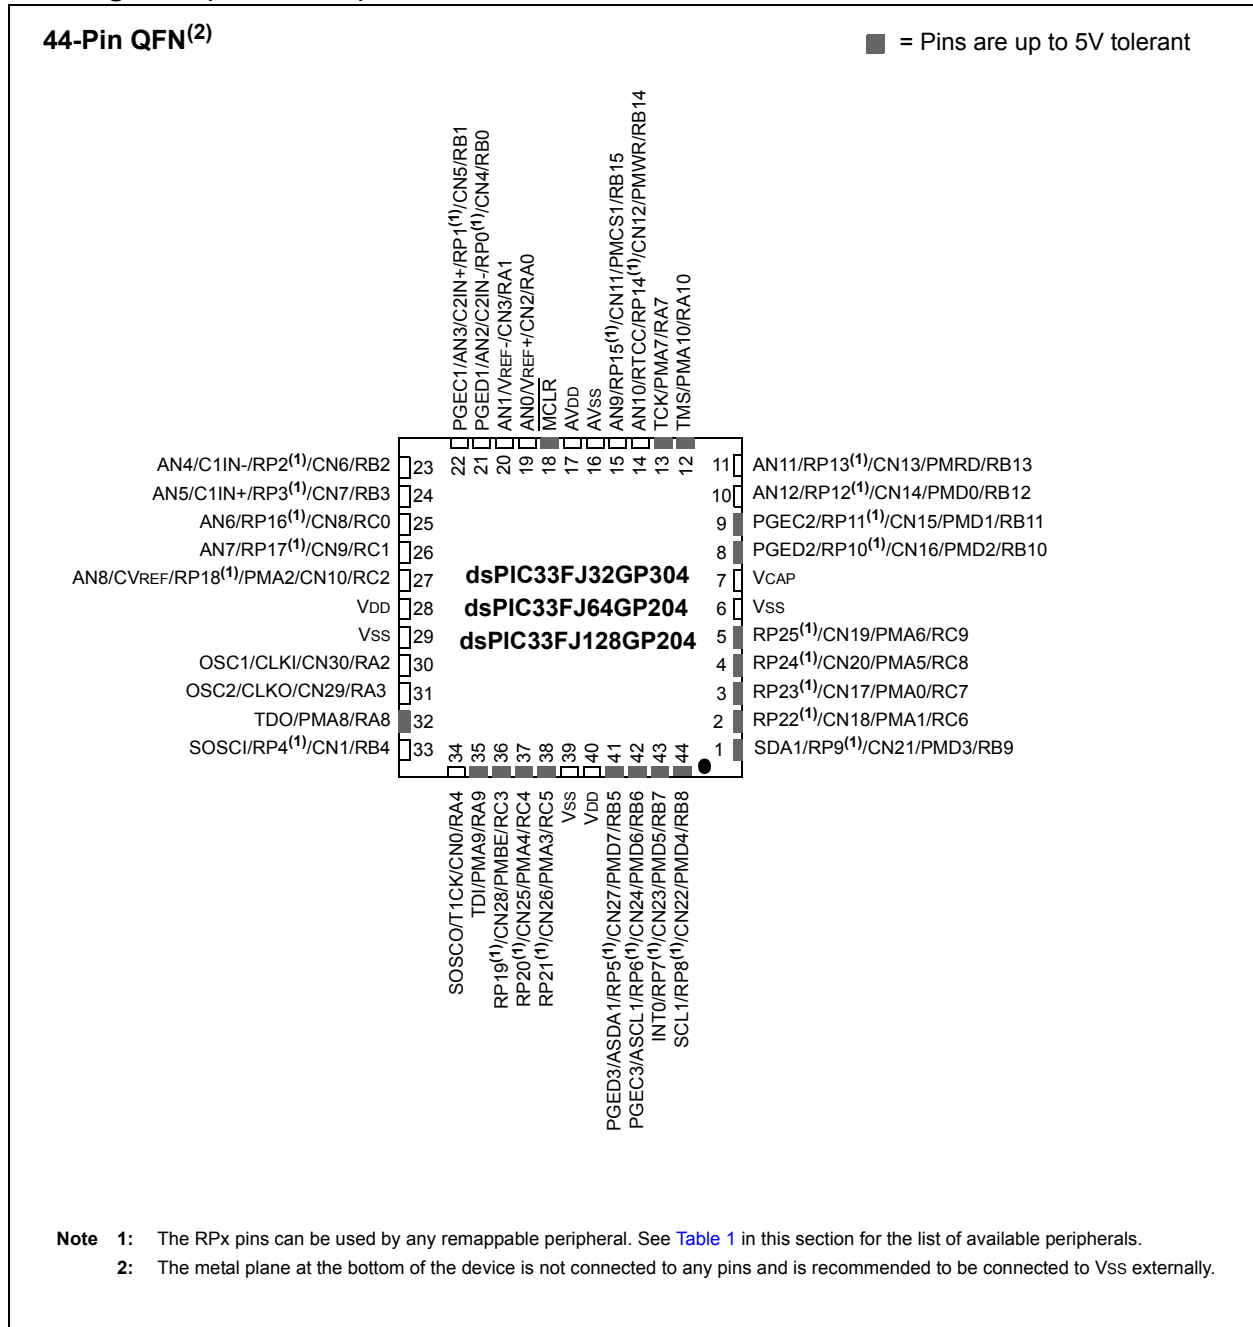 44-Pin QFN(2)
= Pins are up to 5V tolerant
PGEC1/AN3/C2IN+/RP1(1)/CN5/RB1
PGED1/AN2/C2IN-/RP0(1)/CN4/RB0
AN1/VREF-/CN3/RA1
AN0/VREF+/CN2/RA0
MCLR
AVDD
AVSS
AN9/RP15(1)/CN11/PMCS1/RB15
AN10/RTCC/RP14(1)/CN12/PMWR/RB14
TCK/PMA7/RA7
TMS/PMA10/RA10
22 21 20 19 18 17 16 15 14 13 12
AN4/C1IN-/RP2(1)/CN6/RB2 23
AN5/C1IN+/RP3(1)/CN7/RB3 24
AN6/RP16(1)/CN8/RC0 25
AN7/RP17(1)/CN9/RC1 26
AN8/CVREF/RP18(1)/PMA2/CN10/RC2 27
VDD 28
VSS 29
OSC1/CLKI/CN30/RA2 30
OSC2/CLKO/CN29/RA3 31
TDO/PMA8/RA8 32
SOSCI/RP4(1)/CN1/RB4 33
dsPIC33FJ32GP304
dsPIC33FJ64GP204
dsPIC33FJ128GP204
11 AN11/RP13(1)/CN13/PMRD/RB13
10 AN12/RP12(1)/CN14/PMD0/RB12
9 PGEC2/RP11(1)/CN15/PMD1/RB11
8 PGED2/RP10(1)/CN16/PMD2/RB10
7 VCAP
6 VSS
5 RP25(1)/CN19/PMA6/RC9
4 RP24(1)/CN20/PMA5/RC8
3 RP23(1)/CN17/PMA0/RC7
2 RP22(1)/CN18/PMA1/RC6
1 SDA1/RP9(1)/CN21/PMD3/RB9
34 35 36 37 38 39 40 41 42 43 44
SOSCO/T1CK/CN0/RA4
TDI/PMA9/RA9
RP19(1)/CN28/PMBE/RC3
RP20(1)/CN25/PMA4/RC4
RP21(1)/CN26/PMA3/RC5
VSS
VDD
PGED3/ASDA1/RP5(1)/CN27/PMD7/RB5
PGEC3/ASCL1/RP6(1)/CN24/PMD6/RB6
INT0/RP7(1)/CN23/PMD5/RB7
SCL1/RP8(1)/CN22/PMD4/RB8
Note 1: The RPx pins can be used by any remappable peripheral. See Table 1 in this section for the list of available peripherals.
2: The metal plane at the bottom of the device is not connected to any pins and is recommended to be connected to VSS externally.